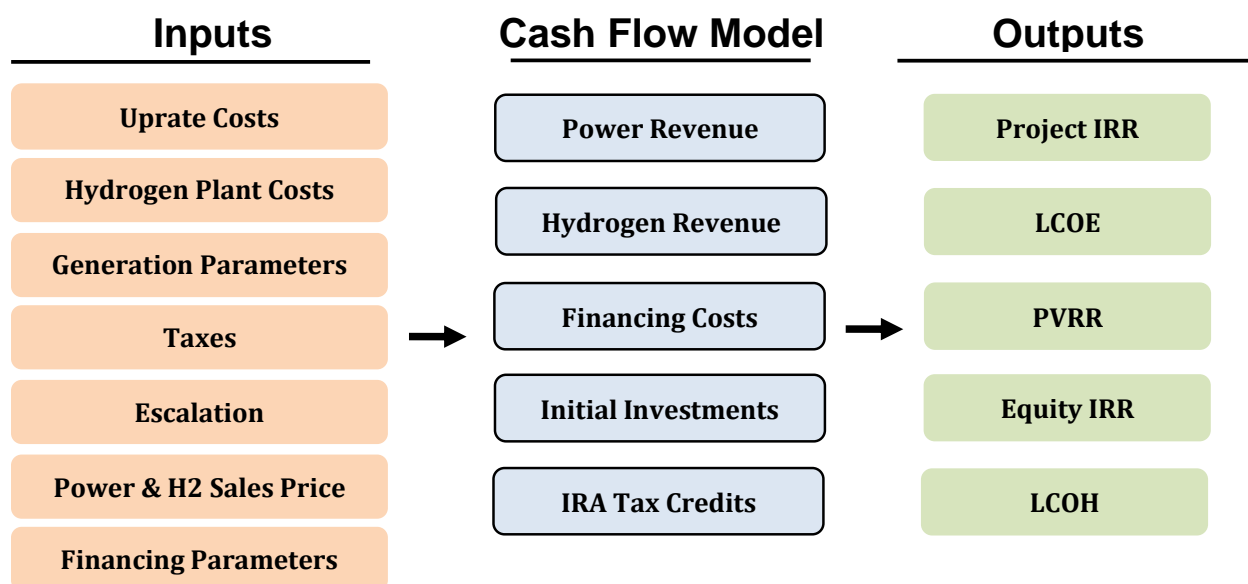 Inputs
Uprate Costs
Hydrogen Plant Costs
Generation Parameters
Taxes
Escalation
Power & H2 Sales Price
Financing Parameters
Cash Flow Model
Power Revenue
Hydrogen Revenue
Financing Costs
Initial Investments
IRA Tax Credits
Outputs
Project IRR
LCOE
PVRR
Equity IRR
LCOH